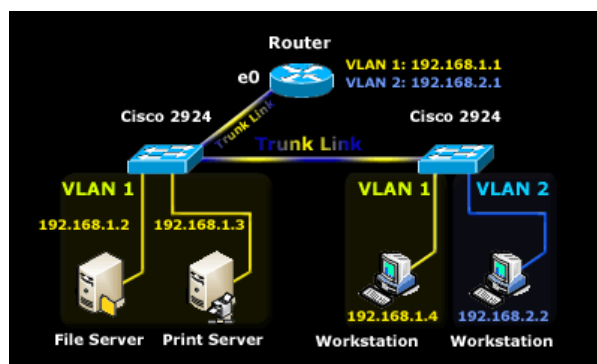 Router
VLAN 1: 192.168.1.1
e0
VLAN 2: 192.168.2.1
Cisco 2924
Cisco 2924
Trunk Link
Trunk Link
VLAN 1
VLAN 1
VLAN 2
192.168.1.2
192.168.1.3
192.168.1.4
192.168.2.2
File Server
Print Server
Workstation
Workstation